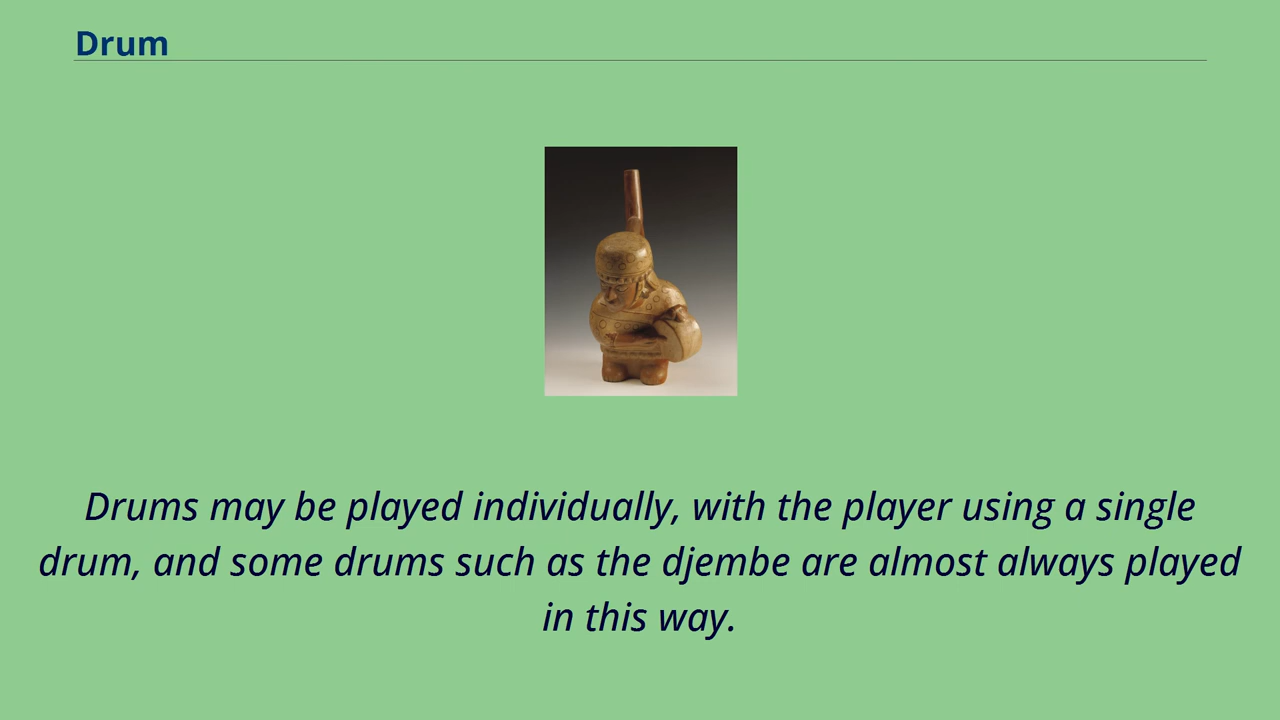 Drum
Drums may be played individually, with the player using a single
drum, and some drums such as the djembe are almost always played
in this way.